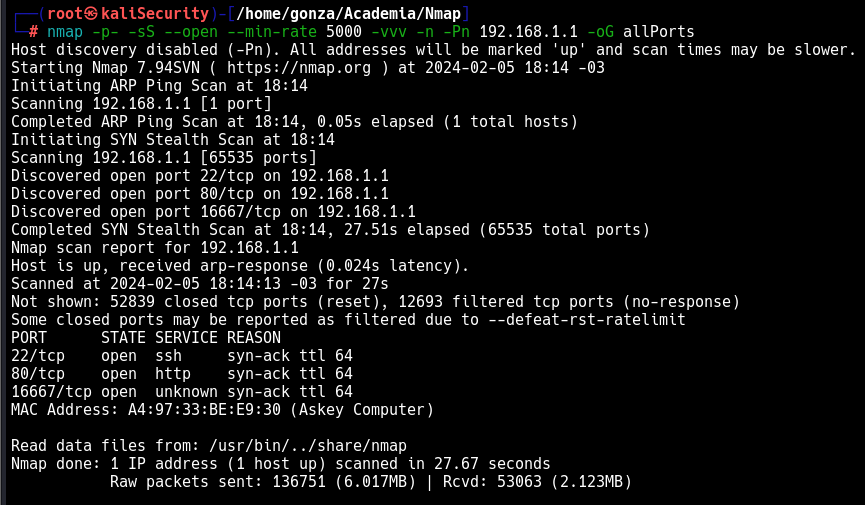 ┌──(root㉿kaliSecurity)-[/home/gonza/Academia/Nmap]
└─# nmap -p- -sS --open --min-rate 5000 -vvv -n -Pn 192.168.1.1 -oG allPorts
Host discovery disabled (-Pn). All addresses will be marked 'up' and scan times may be slower.
Starting Nmap 7.94SVN ( https://nmap.org ) at 2024-02-05 18:14 -03
Initiating ARP Ping Scan at 18:14
Scanning 192.168.1.1 [1 port]
Completed ARP Ping Scan at 18:14, 0.05s elapsed (1 total hosts)
Initiating SYN Stealth Scan at 18:14
Scanning 192.168.1.1 [65535 ports]
Discovered open port 22/tcp on 192.168.1.1
Discovered open port 80/tcp on 192.168.1.1
Discovered open port 16667/tcp on 192.168.1.1
Completed SYN Stealth Scan at 18:14, 27.51s elapsed (65535 total ports)
Nmap scan report for 192.168.1.1
Host is up, received arp-response (0.024s latency).
Scanned at 2024-02-05 18:14:13 -03 for 27s
Not shown: 52839 closed tcp ports (reset), 12693 filtered tcp ports (no-response)
Some closed ports may be reported as filtered due to --defeat-rst-ratelimit
PORT      STATE SERVICE REASON
22/tcp    open  ssh     syn-ack ttl 64
80/tcp    open  http    syn-ack ttl 64
16667/tcp open  unknown syn-ack ttl 64
MAC Address: A4:97:33:BE:E9:30 (Askey Computer)

Read data files from: /usr/bin/../share/nmap
Nmap done: 1 IP address (1 host up) scanned in 27.67 seconds
           Raw packets sent: 136751 (6.017MB) | Rcvd: 53063 (2.123MB)